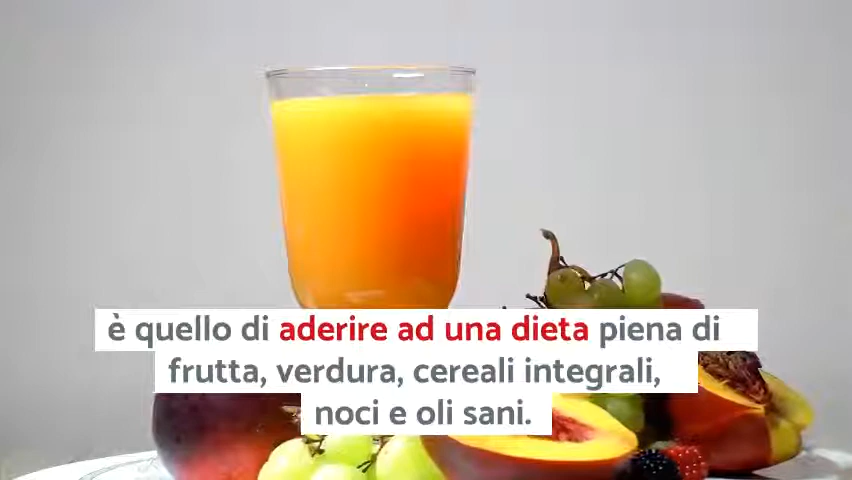 è quello di aderire ad una dieta piena di
frutta, verdura, cereali integrali,
noci e oli sani.